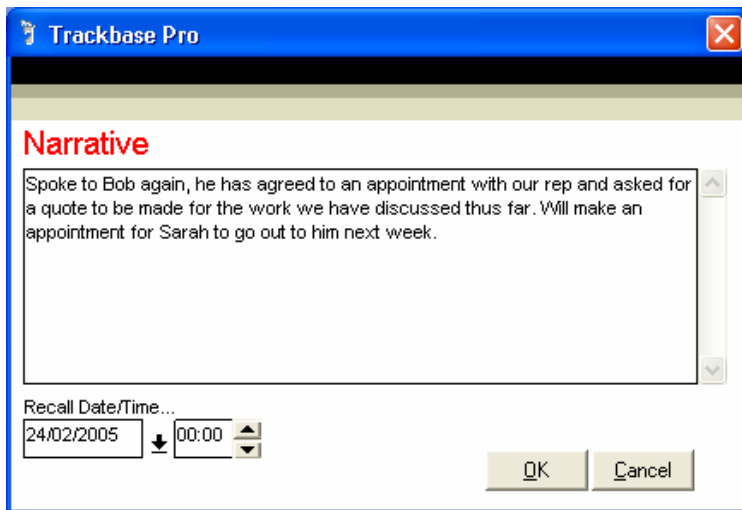 Trackbase Pro
Narrative
Spoke to Bob again, he has agreed to an appointment with our rep and asked for
a quote to be made for the work we have discussed thus far. Will make an
appointment for Sarah to go out to him next week.
Recall Date/Time...
24/02/2005 00:00
OK Cancel